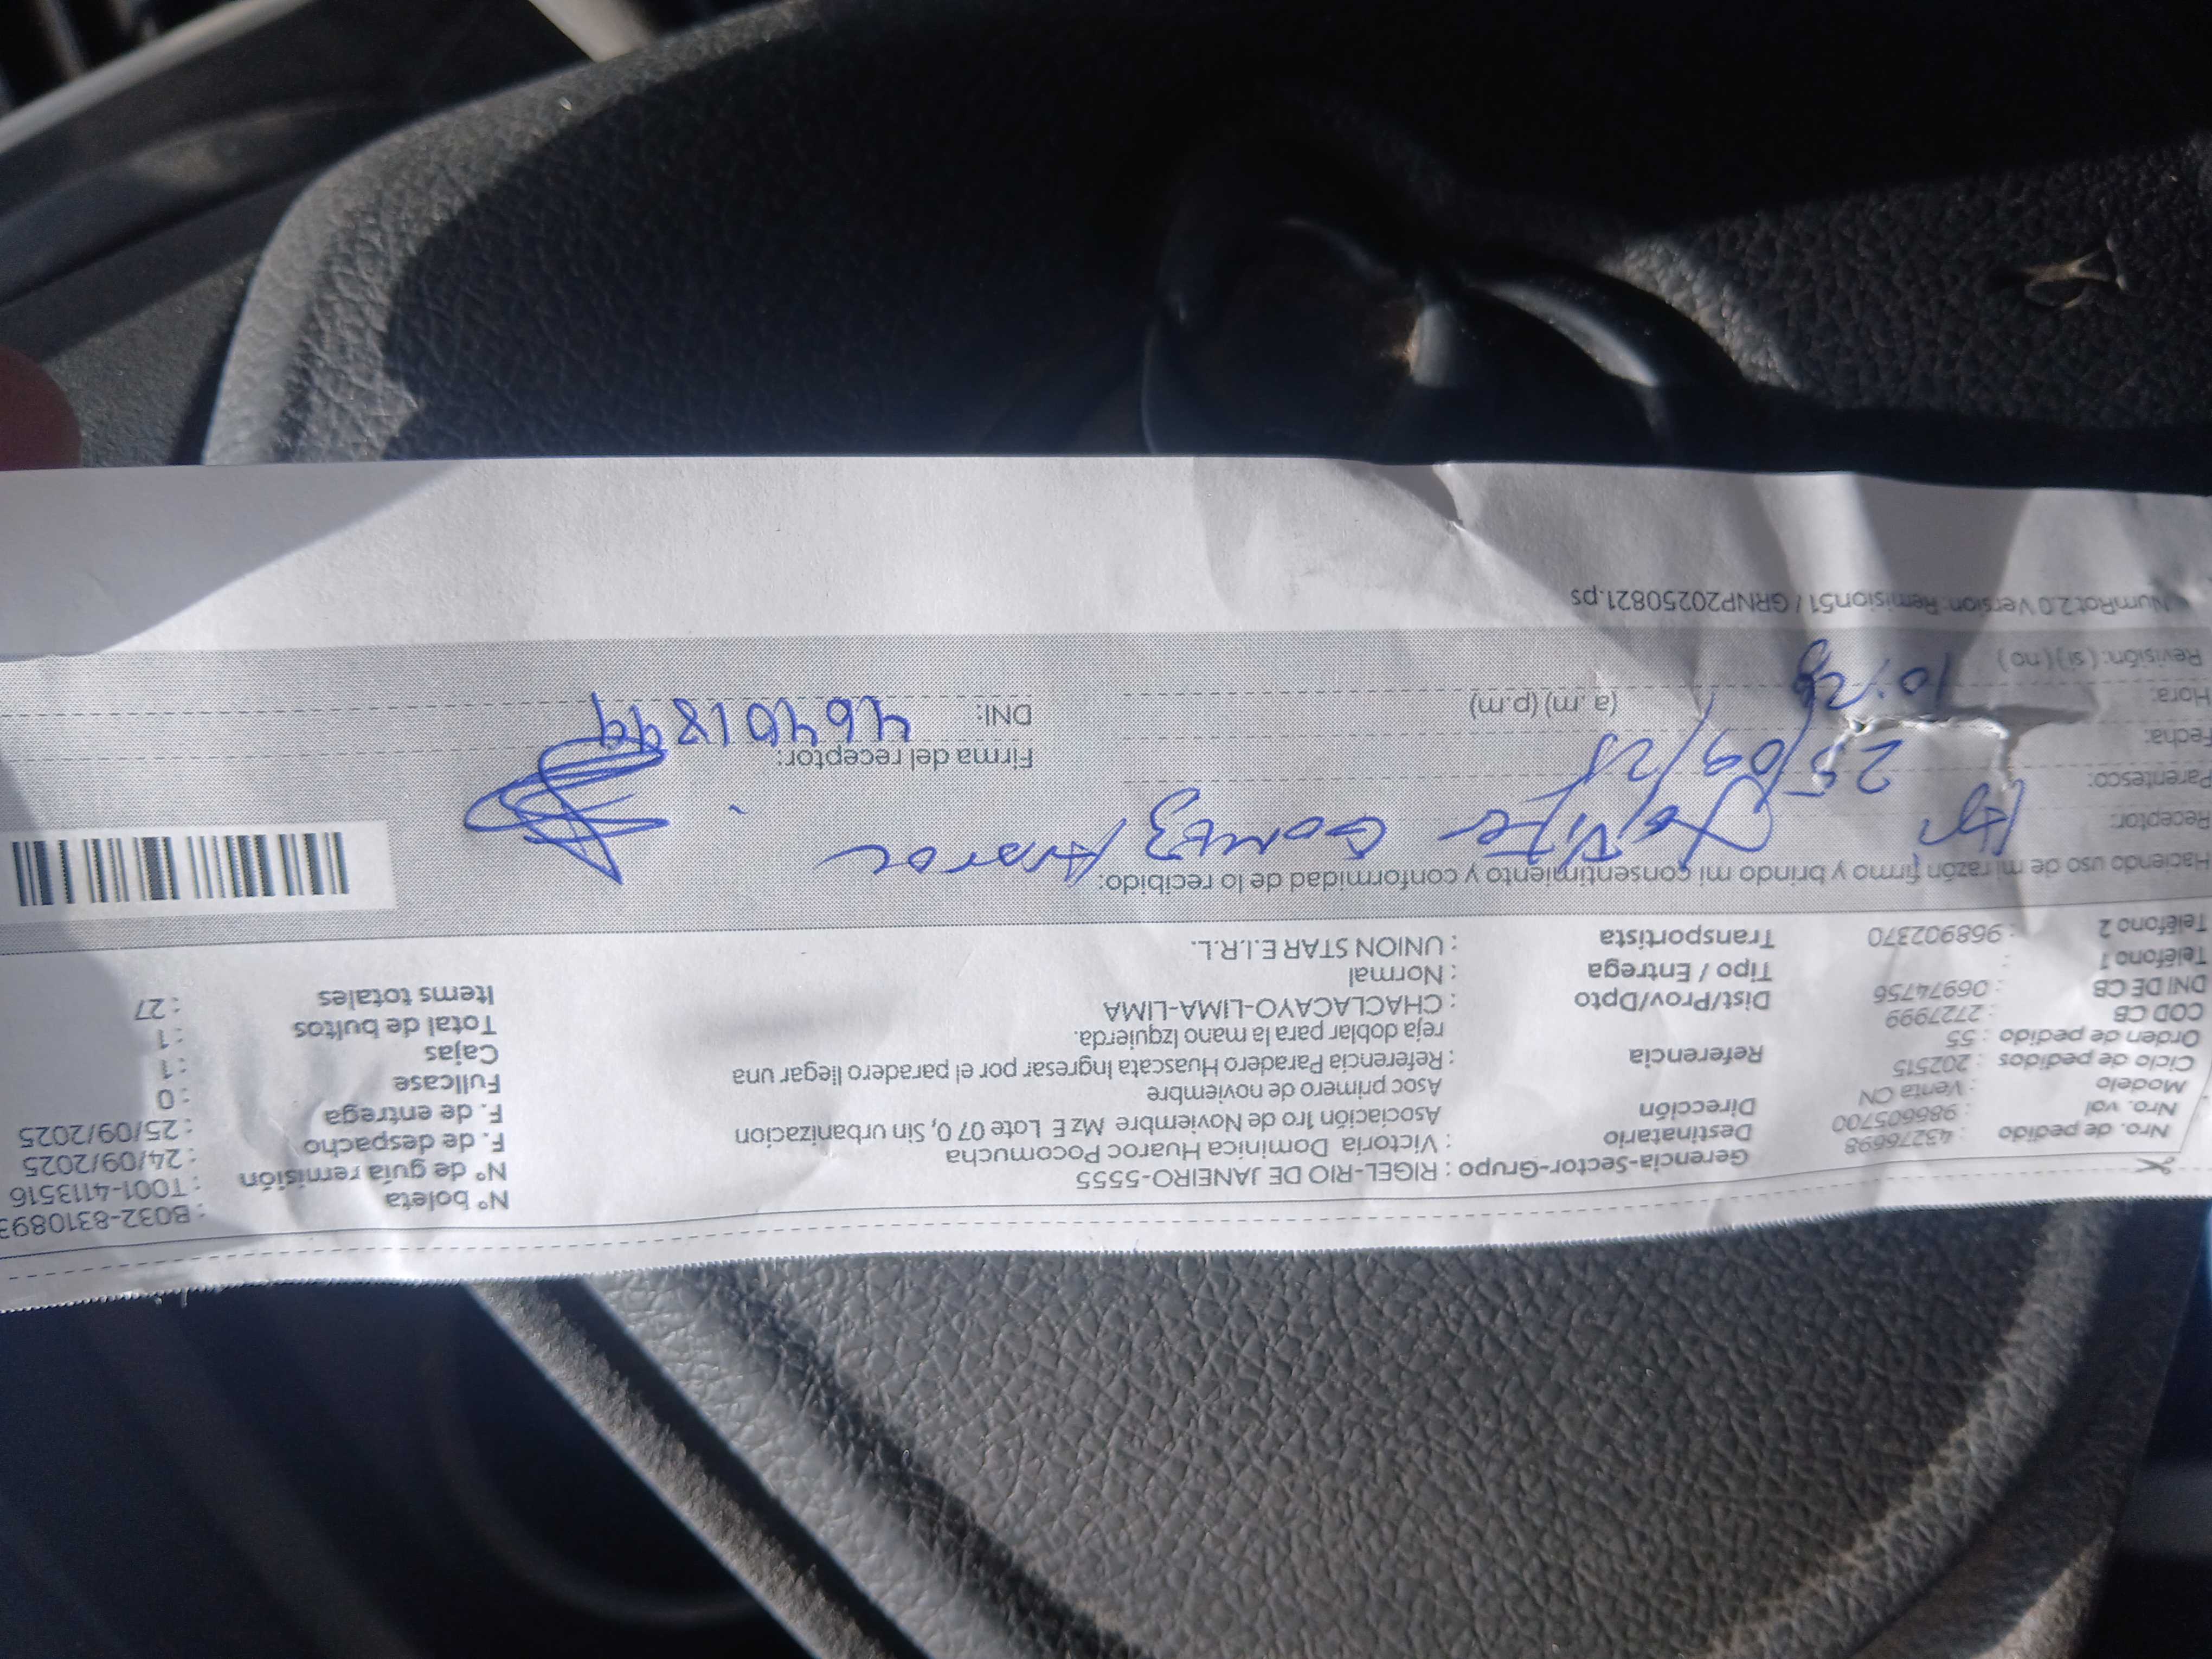 Nro. de pedido : 43276698
Nro. val : 986605700
Modelo : Venta CN
Ciclo de pedidos : 202515
Orden de pedido : 55
COD CB : 2727999
DNI DE CB : 06974756
Teléfono 1 :
Teléfono 2 : 968902370
Gerencia-Sector-Grupo : RIGEL-RIO DE JANEIRO-5555
Destinatario : Victoria Dominica Huaroc Pocomucha
Dirección Asociación 1ro de Noviembre Mz E Lote 07 0, Sin urbanizacion
Asoc primero de noviembre
Referencia : Referencia Paradero Huascata Ingresar por el paradero llegar una
reja doblar para la mano Izquierda.
Dist/Prov/Dpto : CHACLACAYO-LIMA-LIMA
Tipo / Entrega : Normal
Transportista : UNION STAR E.I.R.L.
N° boleta : B032-8310893
N° de guía remisión : T001-4113516
F. de despacho : 24/09/2025
F. de entrega : 25/09/2025
Fullcase : 0
Cajas : 1
Total de bultos : 1
Items totales : 27
Haciendo uso de mi razón firmo y brindo mi consentimiento y conformidad de lo recibido:
Receptor: Gomez
Parentesco:
Fecha: 25/09/25
Hora: 10:28 (a.m) (p.m)
Revisión: (si) (no)
Firma del receptor:
DNI: 46401894
NumRot2.0 Version: Remision51 / GRNP20250821.ps